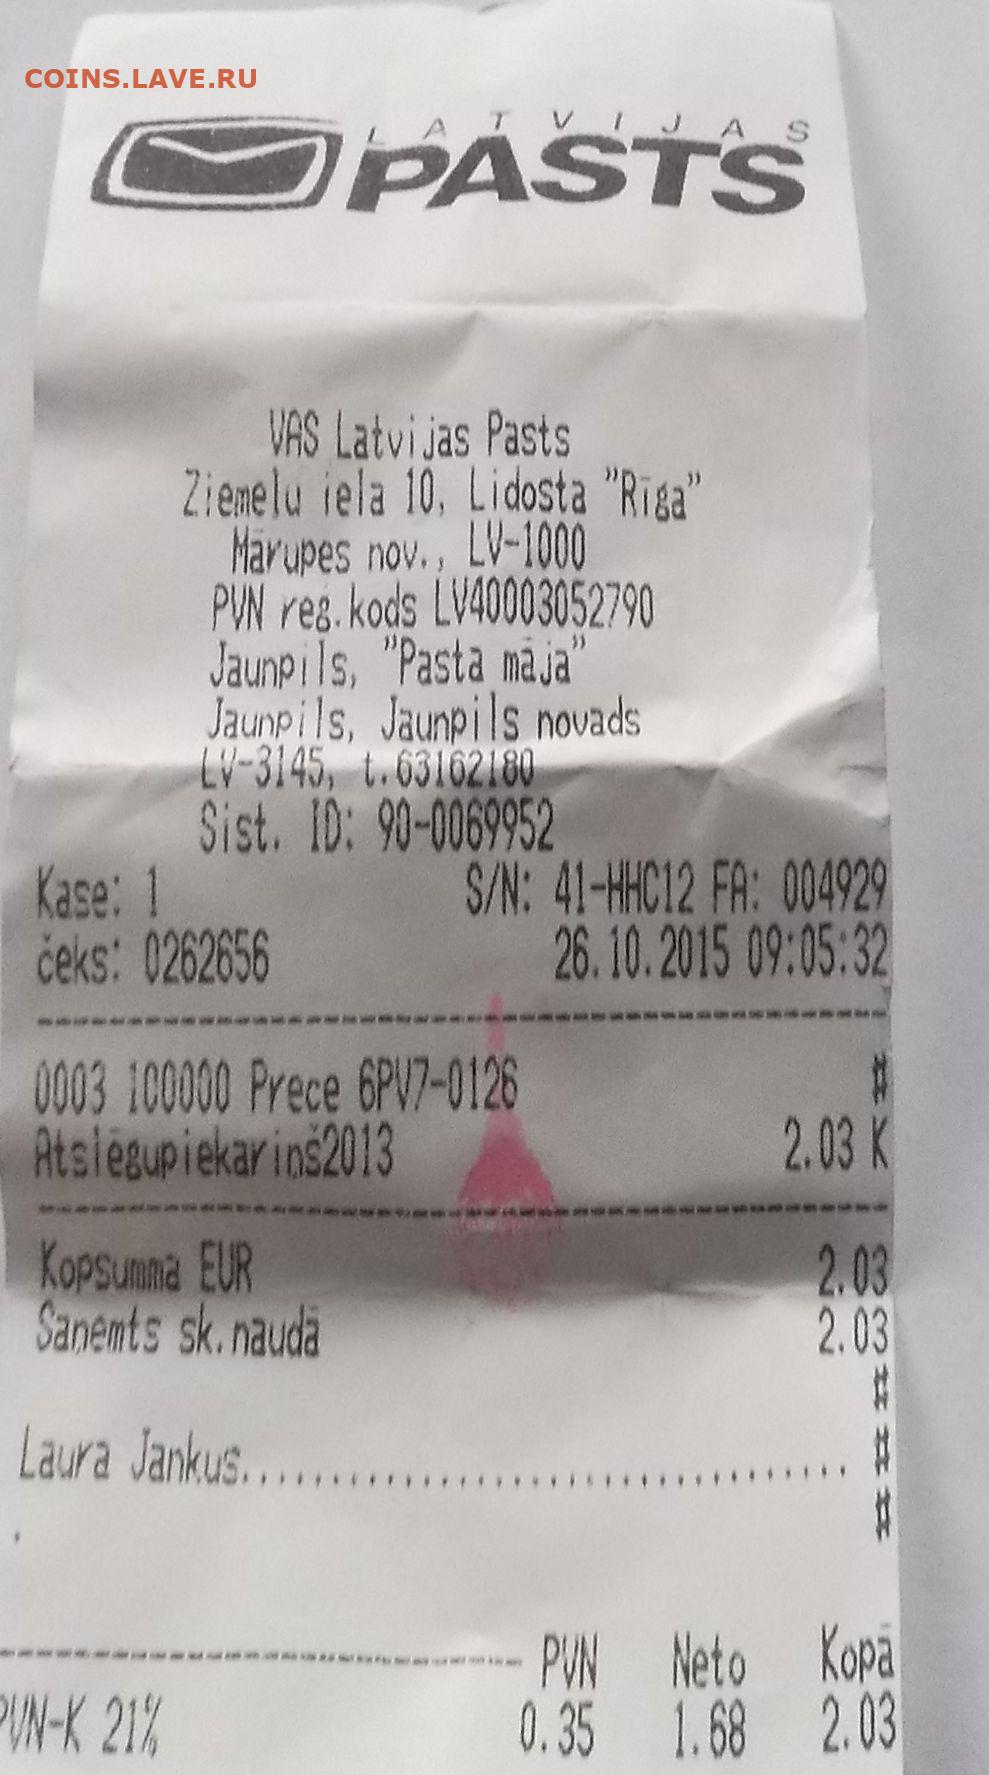 COINS.LAVE.RU
LATVIJAS
PASTS
VAS Latvijas Pasts
Ziemeļu iela 10, Lidosta "Rīga"
Mārupes nov., LV-1000
PVN reģ.kods LV40003052790
Jaunpils, "Pasta māja"
Jaunpils, Jaunpils novads
LV-3145, t.63162180
Sist. ID: 90-0069952
Kase: 1 S/N: 41-HHC12 FA: 004929
čeks: 0262656 26.10.2015 09:05:32
0003 100000 Prece 6PV7-0126 #
Atslēgupiekariņš2013 2.03 K
Kopsumma EUR 2.03
Saņemts sk.naudā 2.03
#
Laura Jankus.................................. #
. #
PVN Neto Kopā
PVN-K 21% 0.35 1.68 2.03